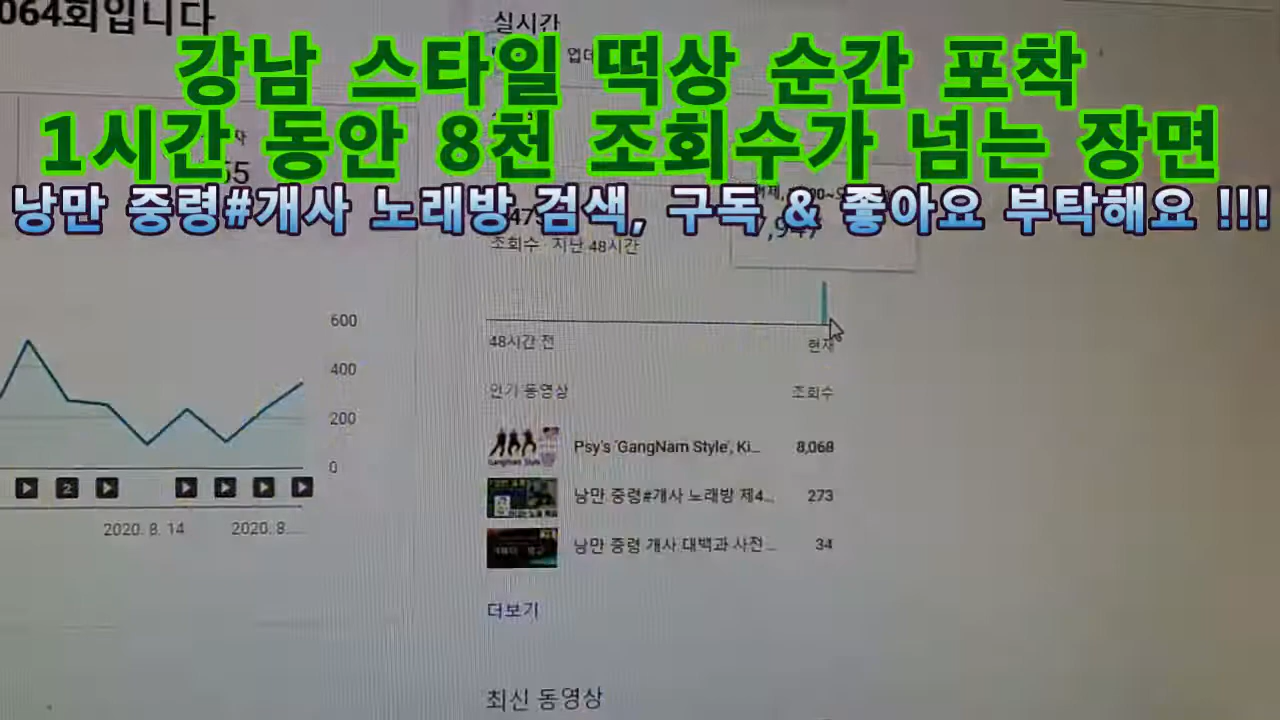 064회입니다
실시간
강남 스타일 떡상 순간 포착
1시간 동안 8천 조회수가 넘는 장면
낭만 중령#개사 노래방 검색, 구독 & 좋아요 부탁해요 !!!
조회수 · 지난 48시간
7,947
600
400
200
0
48시간 전
현재
인기 동영상
조회수
Psy's 'GangNam Style', Ki...
8,068
낭만 중령#개사 노래방 제4...
273
낭만 중령 개사 대백과 사전...
34
2
2020. 8. 14
2020. 8....
더보기
최신 동영상